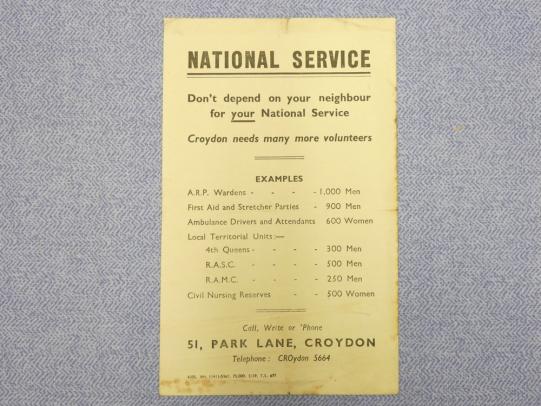 NATIONAL SERVICE
Don't depend on your neighbour
for your National Service
Croydon needs many more volunteers
EXAMPLES
A.R.P. Wardens - - - - 1,000 Men
First Aid and Stretcher Parties - 900 Men
Ambulance Drivers and Attendants 600 Women
Local Territorial Units:—
4th Queens - - - - 300 Men
R.A.S.C. - - - - 500 Men
R.A.M.C. - - - - 250 Men
Civil Nursing Reserves - - 500 Women
Call, Write or 'Phone
51, PARK LANE, CROYDON
Telephone: CROydon 5664